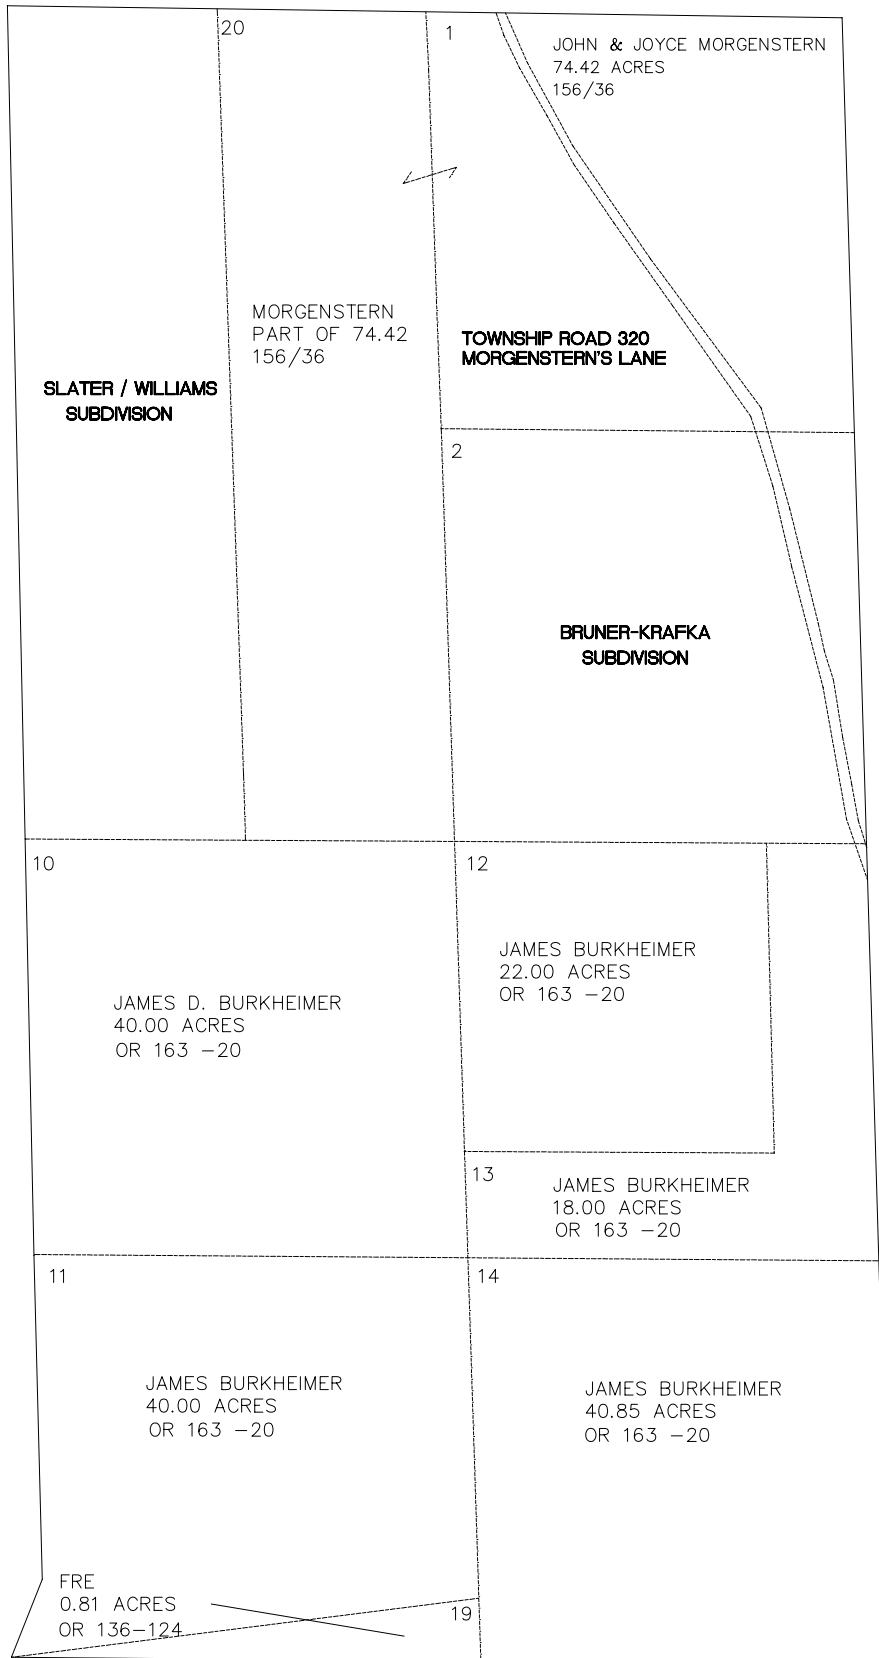 20
1
JOHN & JOYCE MORGENSTERN
74.42 ACRES
156/36
MORGENSTERN
PART OF 74.42
156/36
TOWNSHIP ROAD 320
MORGENSTERN'S LANE
SLATER / WILLIAMS
SUBDIVISION
2
BRUNER-KRAFKA
SUBDIVISION
10
12
JAMES BURKHEIMER
22.00 ACRES
OR 163 -20
JAMES D. BURKHEIMER
40.00 ACRES
OR 163 -20
13
JAMES BURKHEIMER
18.00 ACRES
OR 163 -20
11
14
JAMES BURKHEIMER
40.00 ACRES
OR 163 -20
JAMES BURKHEIMER
40.85 ACRES
OR 163 -20
FRE
0.81 ACRES
OR 136-124
19